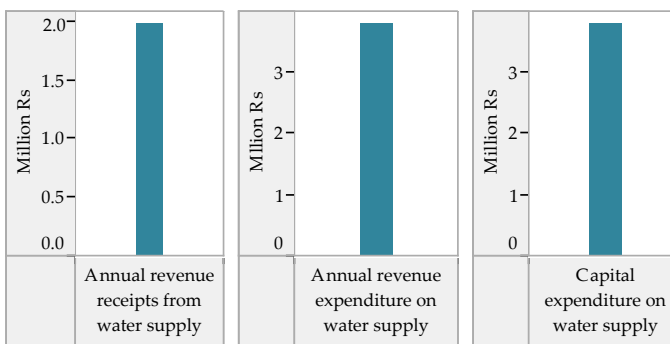 2.0
1.5
1.0
0.5
0.0
Million Rs
Annual revenue
receipts from
water supply
3
2
1
0
Million Rs
Annual revenue
expenditure on
water supply
3
2
1
0
Million Rs
Capital
expenditure on
water supply